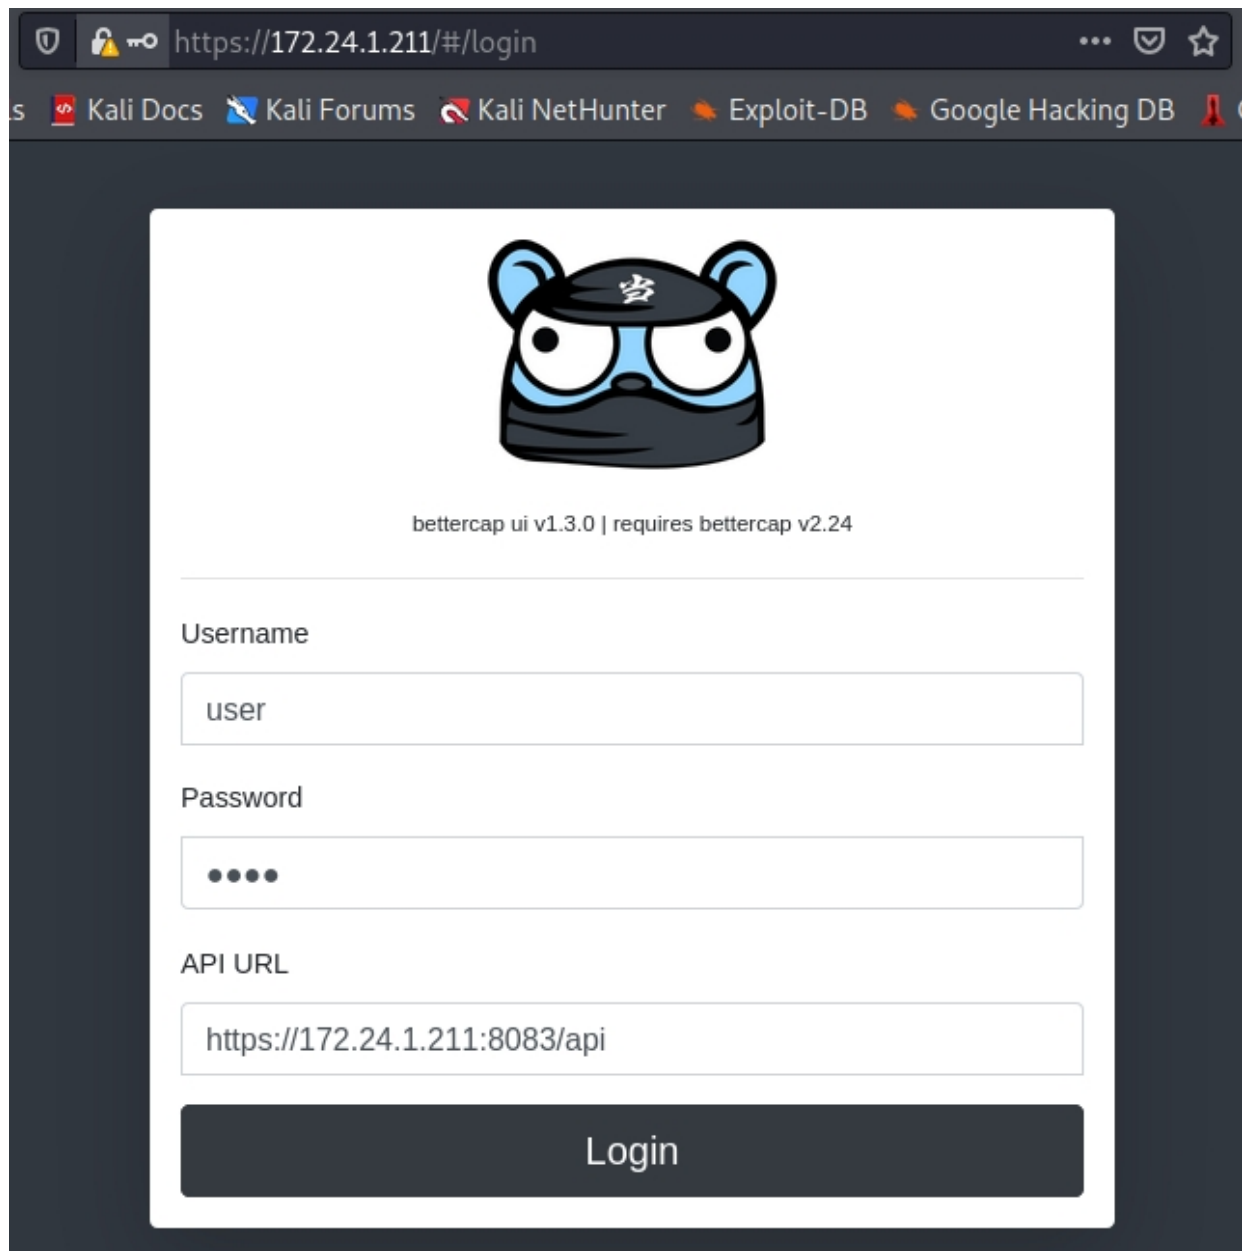 https://172.24.1.211/#/login
Kali Docs Kali Forums Kali NetHunter Exploit-DB Google Hacking DB
bettercap ui v1.3.0 | requires bettercap v2.24
Username
user
Password
API URL
https://172.24.1.211:8083/api
Login